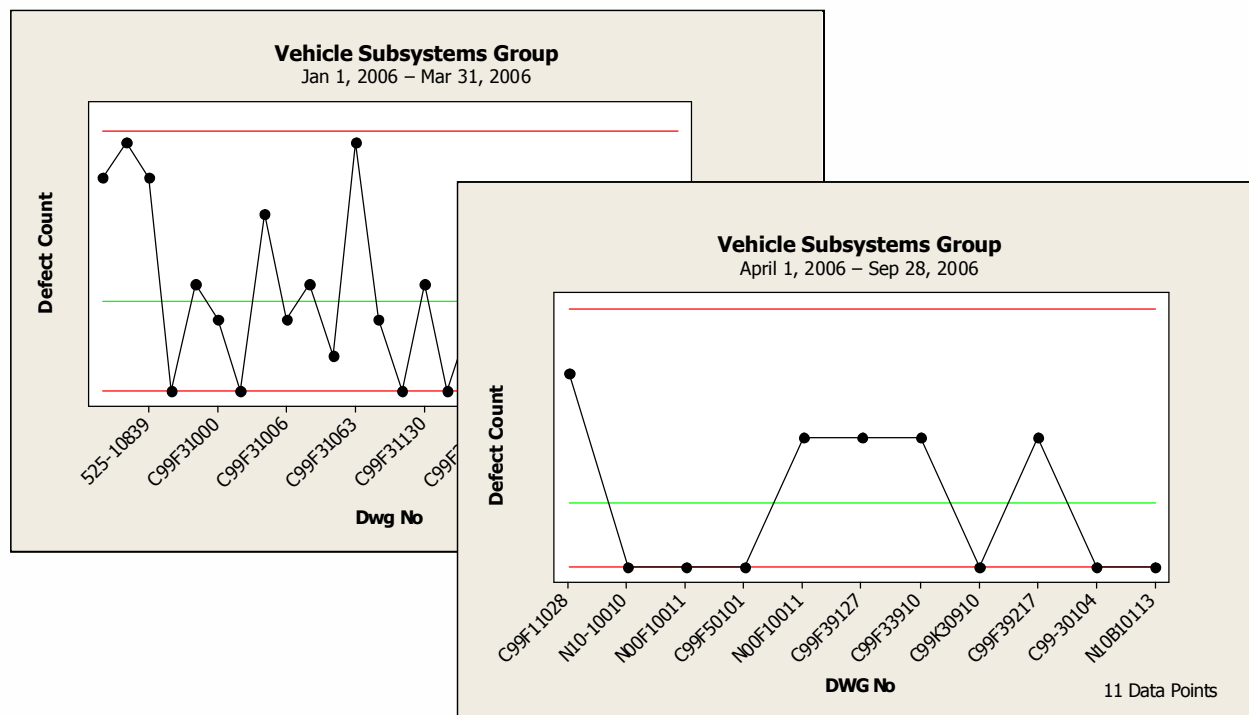 Vehicle Subsystems Group
Jan 1, 2006 – Mar 31, 2006
Defect Count
525-10839
C99F31000
C99F31006
C99F31063
C99F31130
Dwg No
Vehicle Subsystems Group
April 1, 2006 – Sep 28, 2006
Defect Count
C99F11028
N10-10010
N00F10011
C99F50101
N00F10011
C99F39127
C99F33910
C99K30910
C99F39217
C99-30104
N10B10113
DWG No
11 Data Points